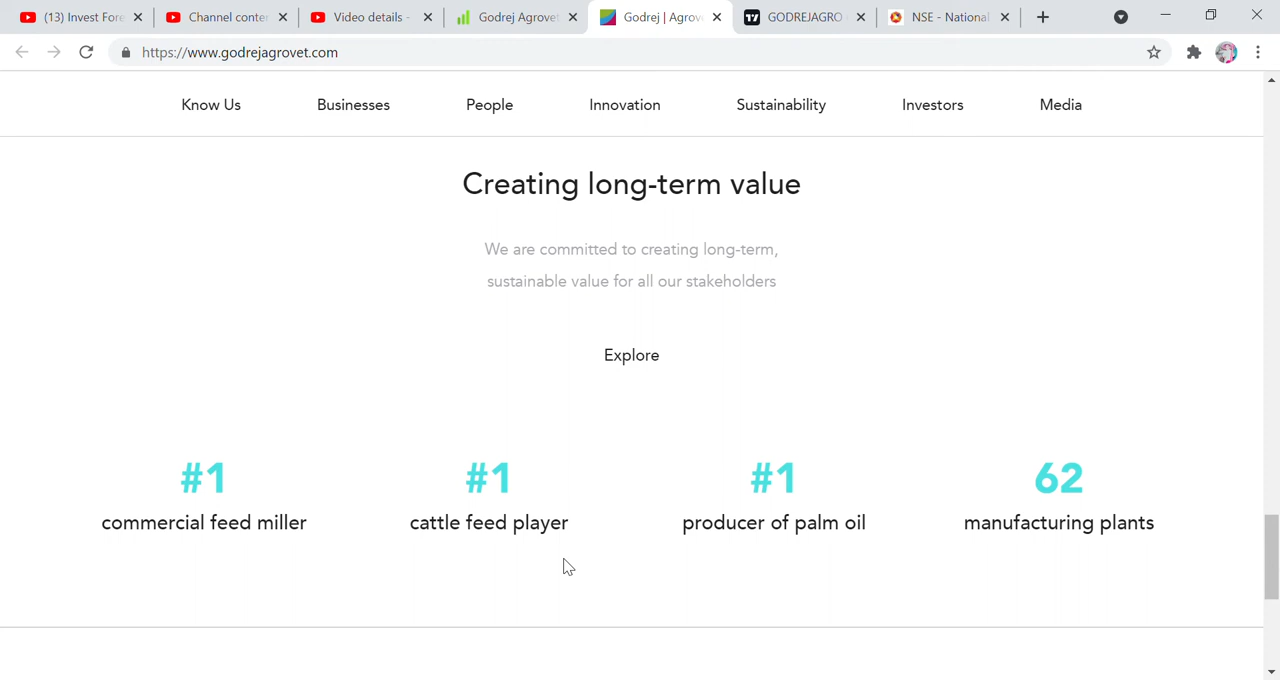 (13) Invest Fore
Channel conten
Video details -
Godrej Agrovet
Godrej | Agrov
GODREJAGRO
NSE - National
https://www.godrejagrovet.com
Know Us
Businesses
People
Innovation
Sustainability
Investors
Media
Creating long-term value
We are committed to creating long-term,
sustainable value for all our stakeholders
Explore
#1
commercial feed miller
#1
cattle feed player
#1
producer of palm oil
62
manufacturing plants